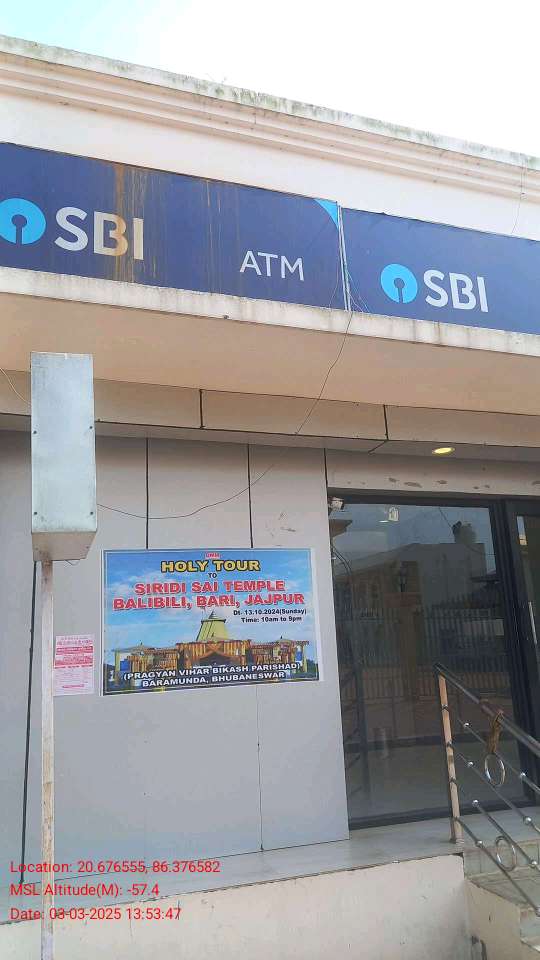 SBI
ATM
SBI
HOLY TOUR
TO
SIRIDI SAI TEMPLE
BALIBILI, BARI, JAJPUR
Dt- 13.10.2024(Sunday)
Time: 10am to 9pm
(PRAGYAN VIHAR BIKASH PARISHAD)
BARAMUNDA, BHUBANESWAR
Location: 20.676555, 86.376582
MSL Altitude(M): -57.4
Date: 03-03-2025 13:53:47